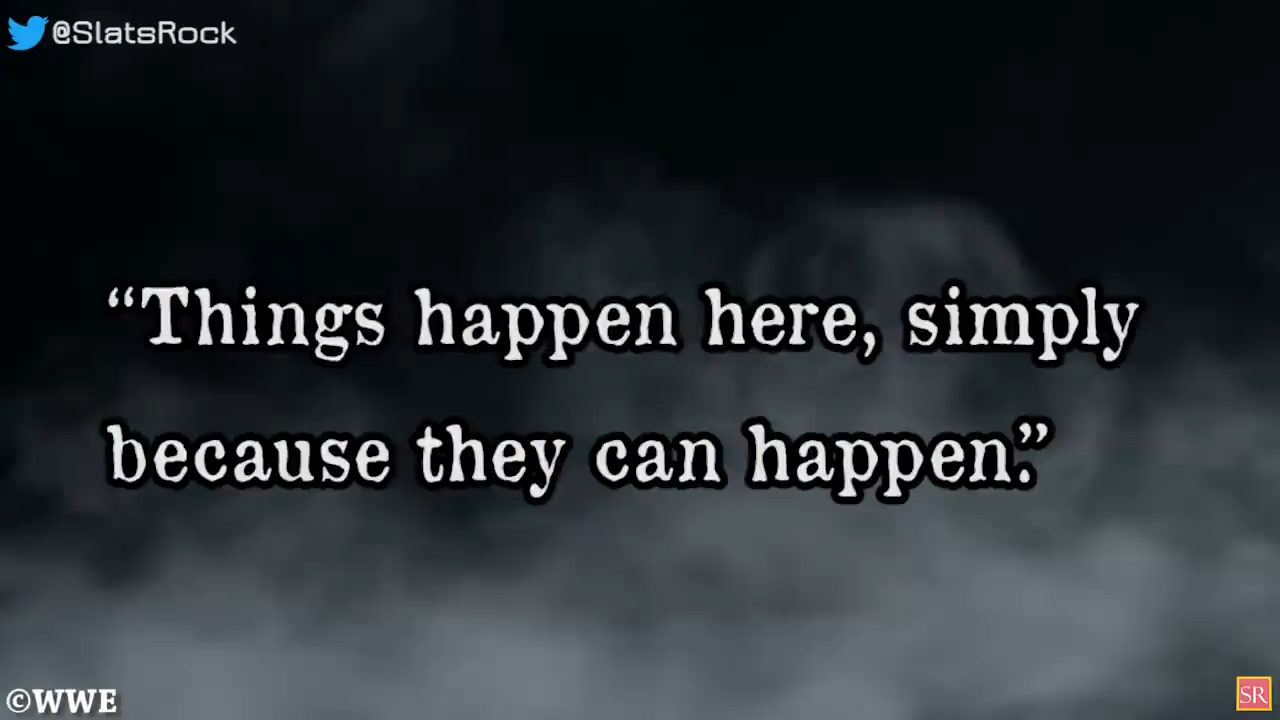 @SlatsRock
“Things happen here, simply
because they can happen.”
©WWE
SR